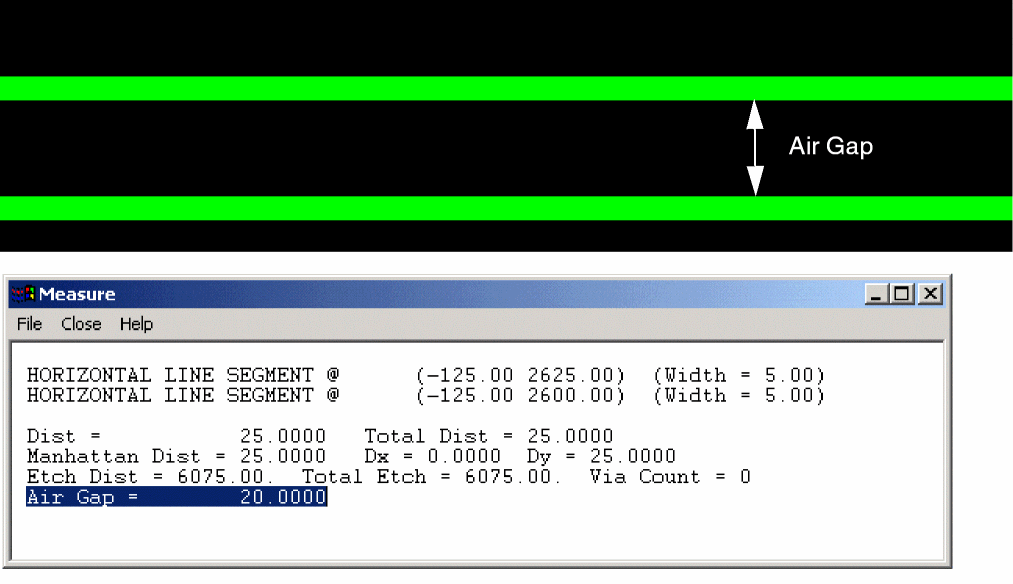 Air Gap
Measure
File Close Help
HORIZONTAL LINE SEGMENT @ (-125.00 2625.00) (Width = 5.00)
HORIZONTAL LINE SEGMENT @ (-125.00 2600.00) (Width = 5.00)
Dist = 25.0000 Total Dist = 25.0000
Manhattan Dist = 25.0000 Dx = 0.0000 Dy = 25.0000
Etch Dist = 6075.00. Total Etch = 6075.00. Via Count = 0
Air Gap = 20.0000